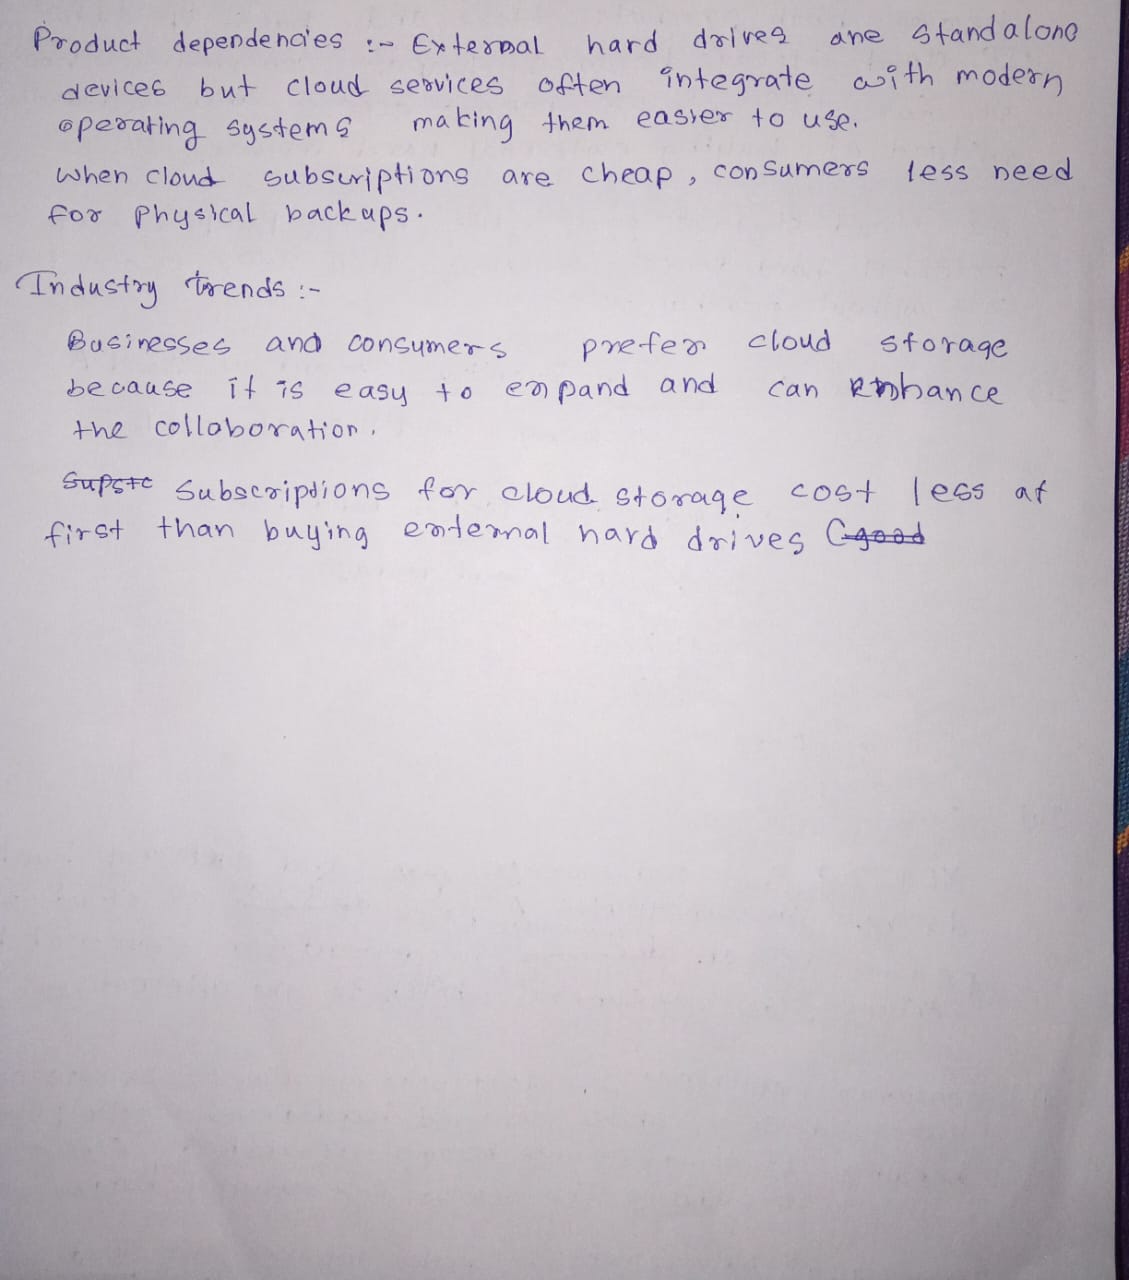 Product dependencies :- External hard drives are standalone
devices but cloud services often integrate with modern
operating systems making them easier to use.
When cloud subscriptions are cheap, consumers less need
for physical backups.
Industry trends :-
Businesses and consumers prefer cloud storage
because it is easy to expand and can enhance
the collaboration.
Supstc Subscriptions for cloud storage cost less at
first than buying external hard drives (good